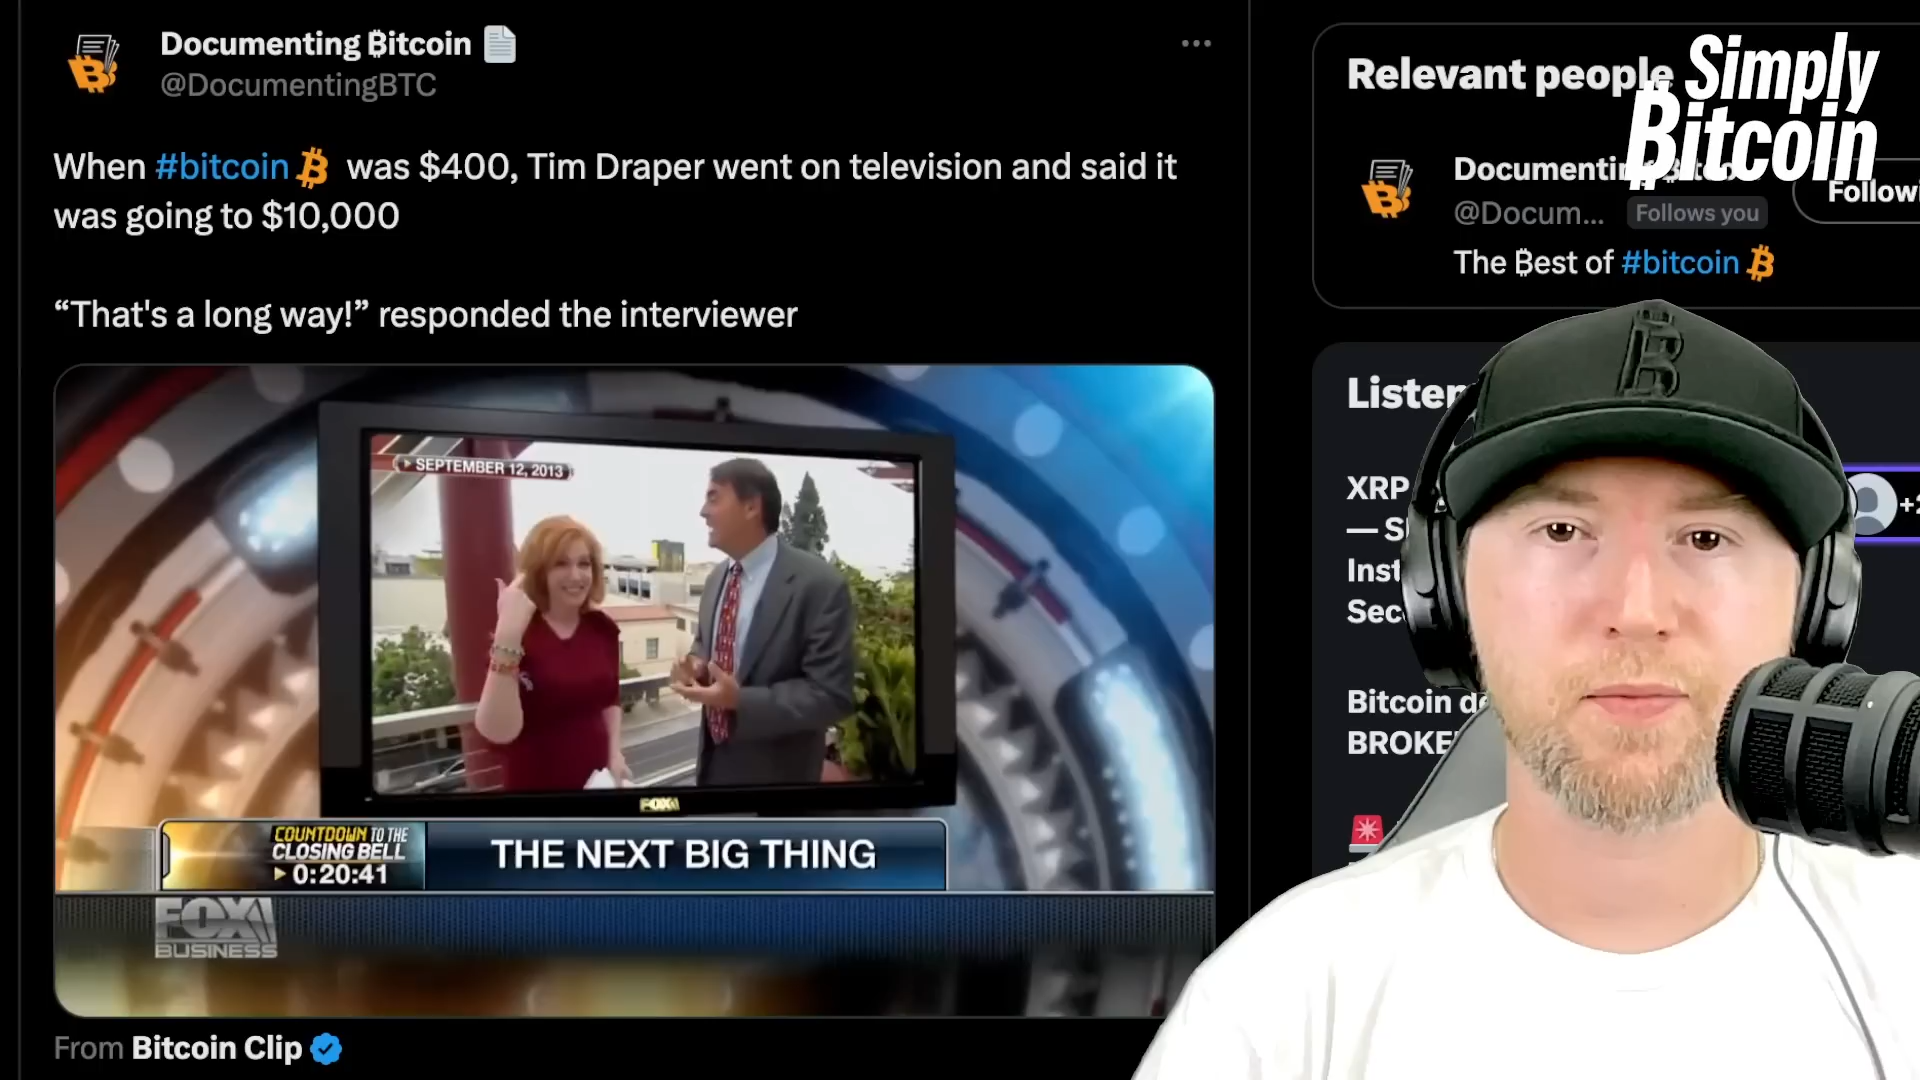 Documenting ₿itcoin
@DocumentingBTC
When #bitcoin was $400, Tim Draper went on television and said it
was going to $10,000
“That's a long way!” responded the interviewer
SEPTEMBER 12, 2013
FOX
COUNTDOWN TO THE
CLOSING BELL
0:20:41
THE NEXT BIG THING
FOX
BUSINESS
From Bitcoin Clip
Relevant people
Simply
Bitcoin
@Docum...
Follows you
The ₿est of #bitcoin
XRP
Bitcoin